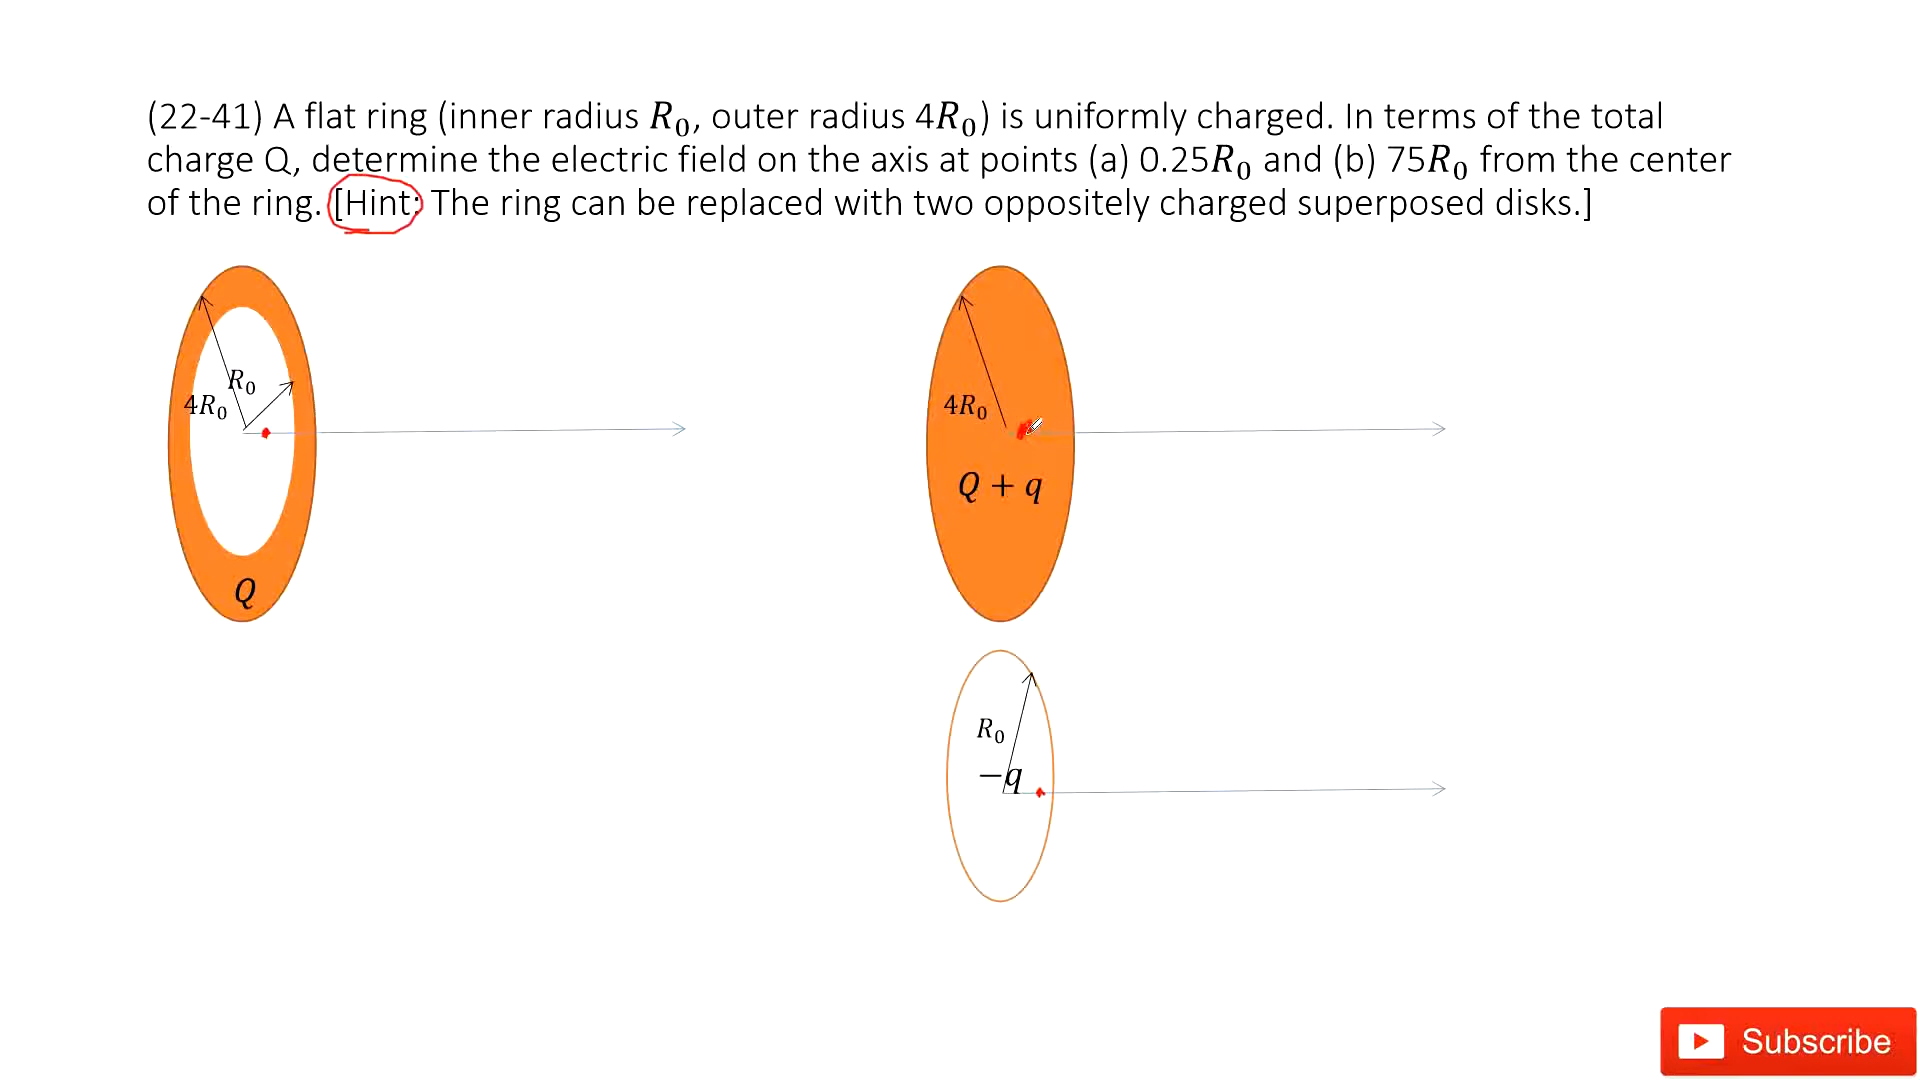 (22-41) A flat ring (inner radius R₀, outer radius 4R₀) is uniformly charged. In terms of the total
charge Q, determine the electric field on the axis at points (a) 0.25R₀ and (b) 75R₀ from the center
of the ring. [Hint: The ring can be replaced with two oppositely charged superposed disks.]
R₀
4R₀
Q
4R₀
Q + q
R₀
−q
Subscribe